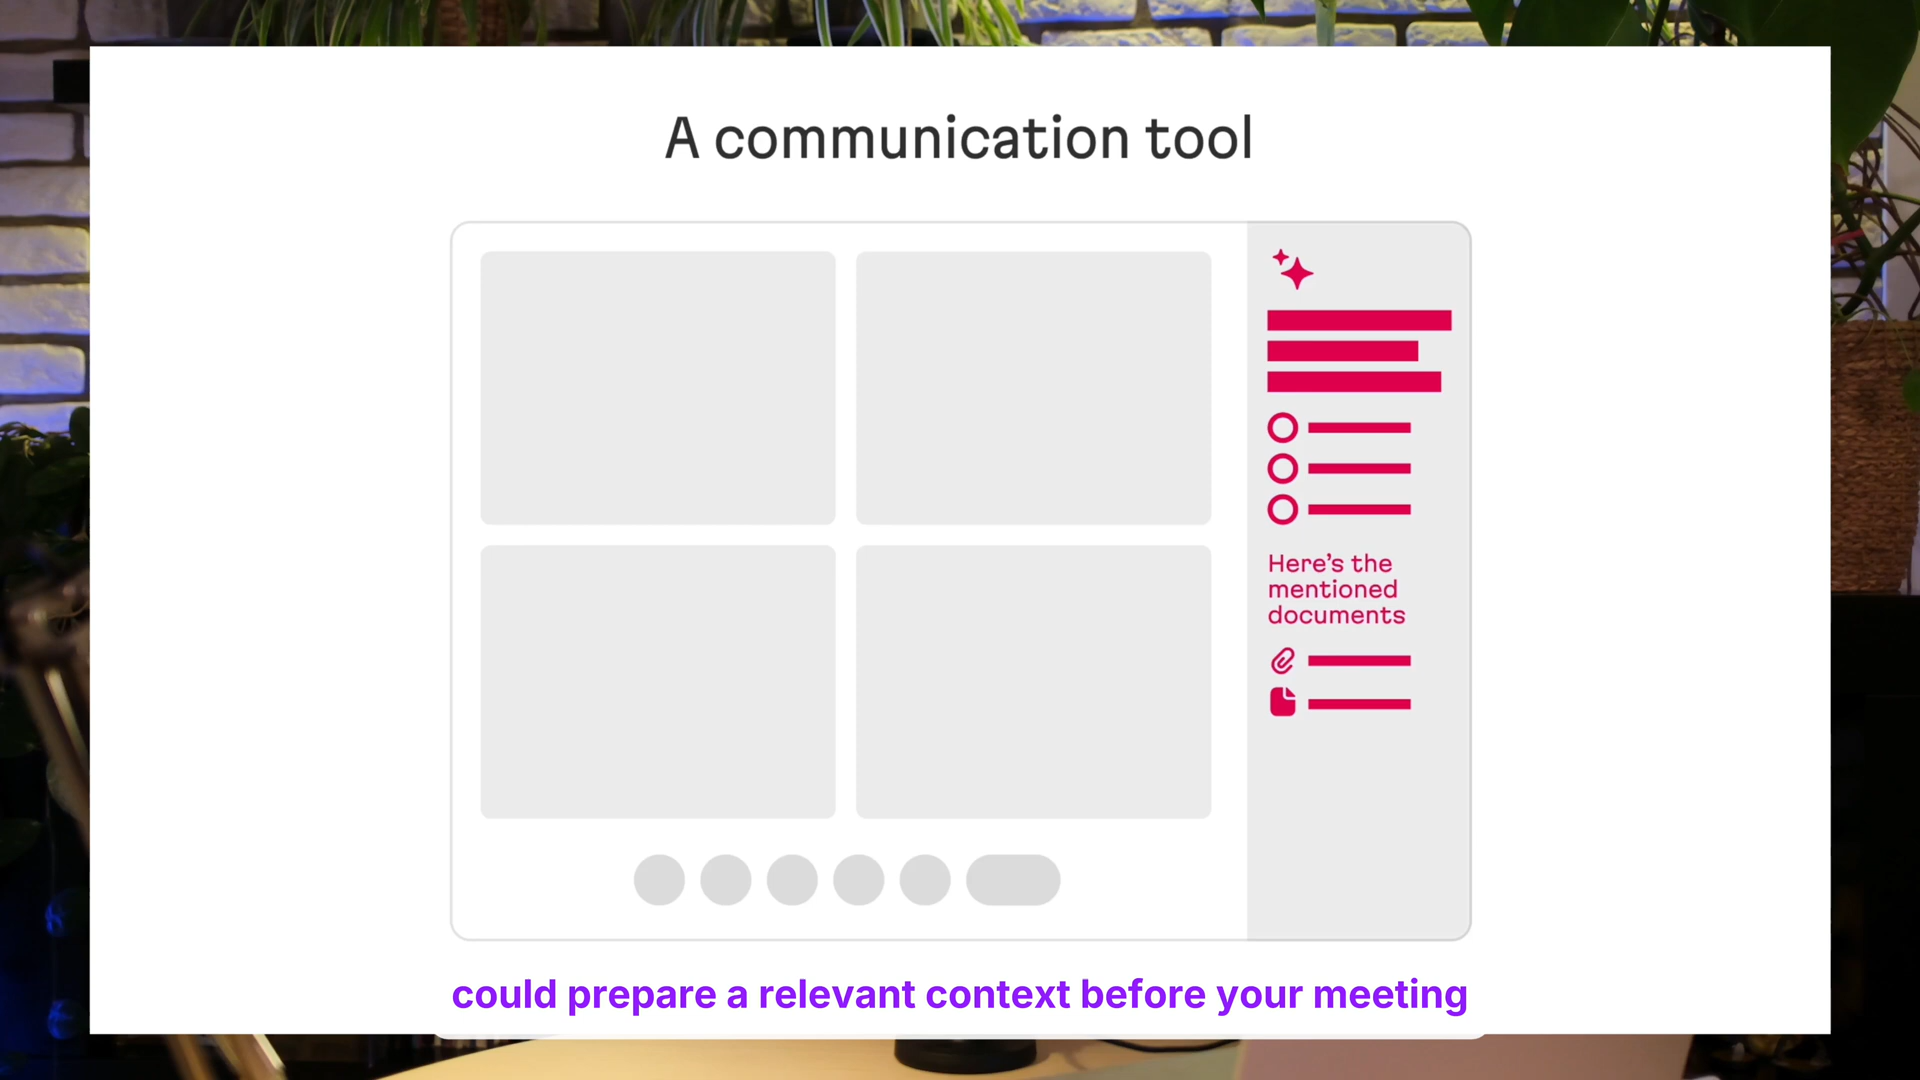 A communication tool
Here’s the
mentioned
documents
could prepare a relevant context before your meeting